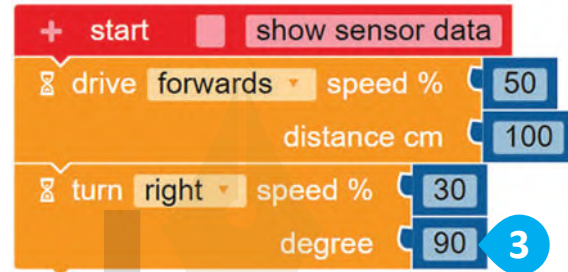 + start show sensor data
drive forwards speed % 50
distance cm 100
turn right speed % 30
degree 90 3